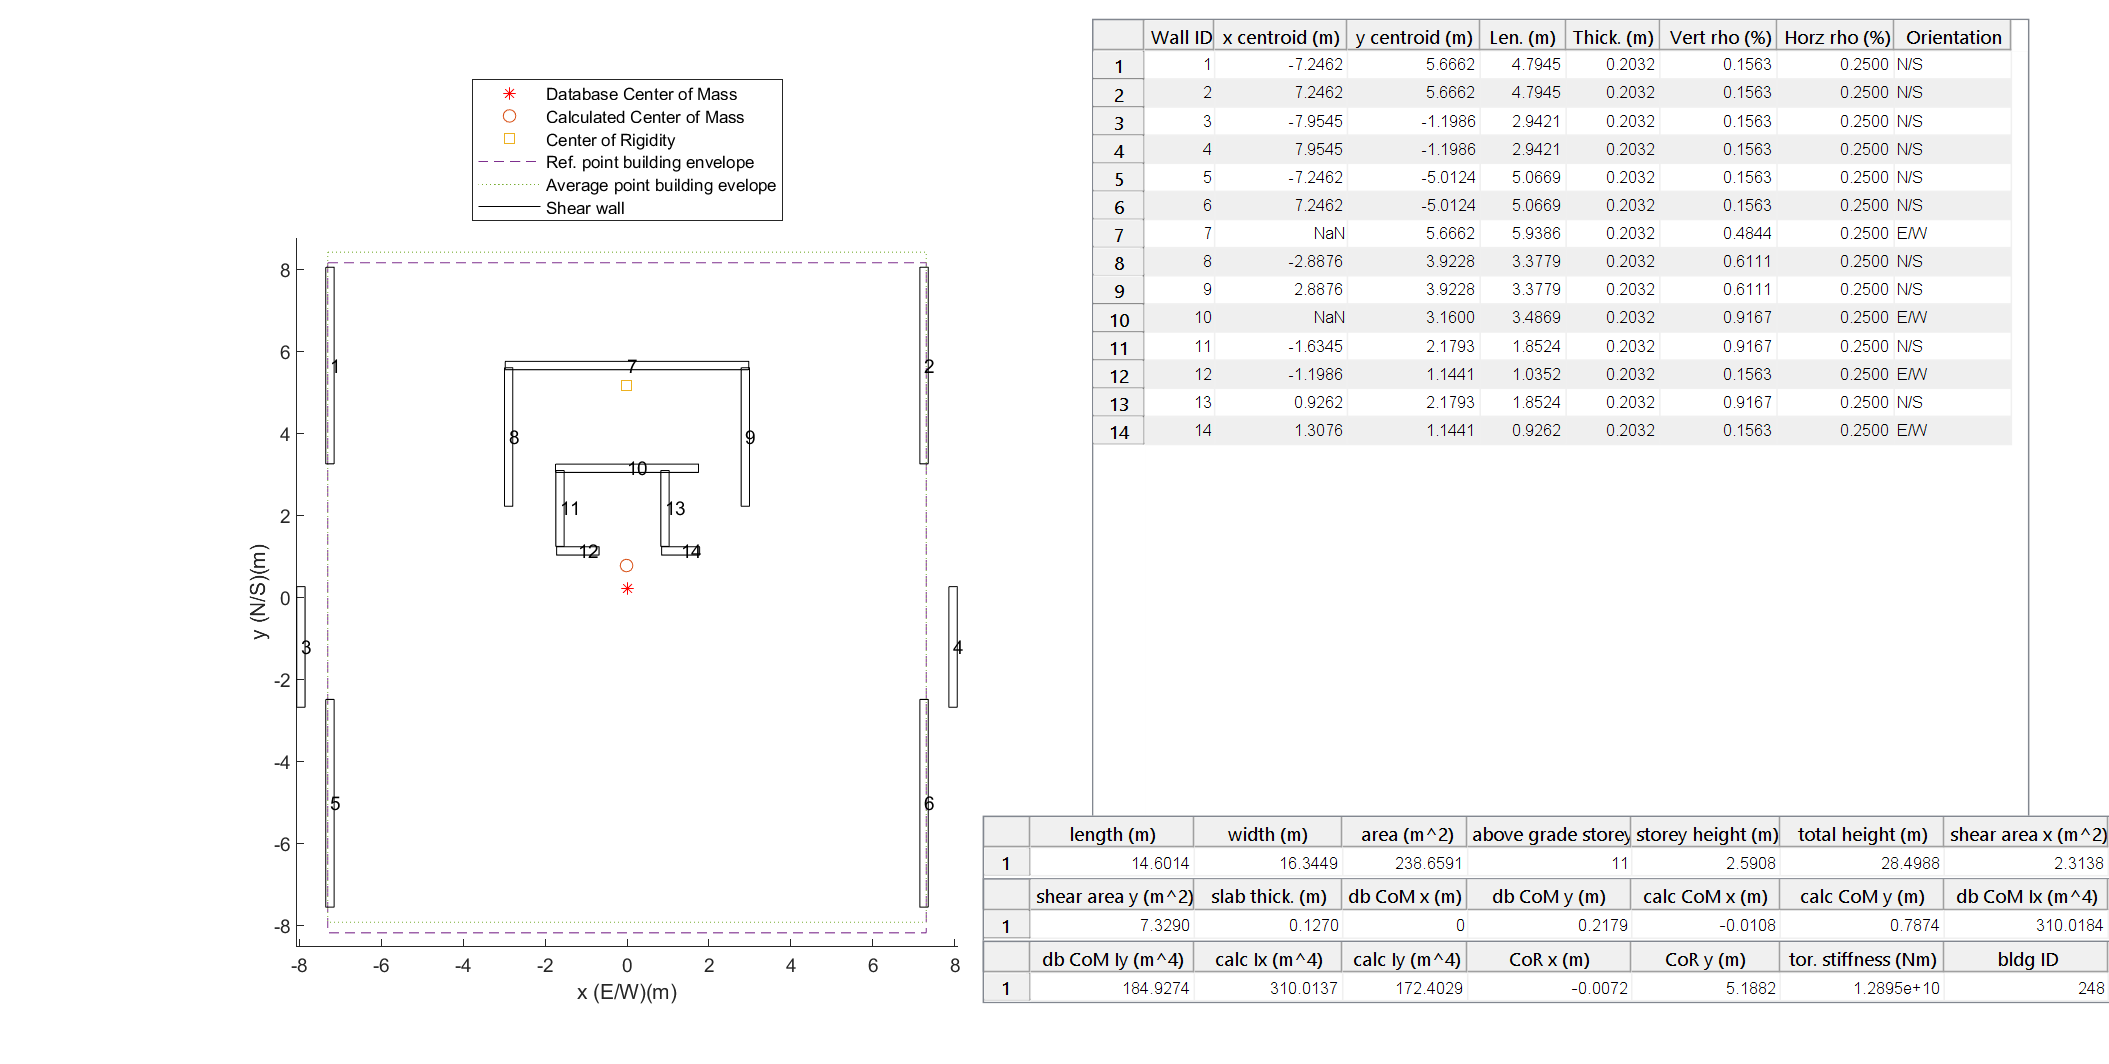 Database Center of Mass
Calculated Center of Mass
Center of Rigidity
Ref. point building envelope
Average point building evelope
Shear wall
8
6
4
2
0
-2
-4
-6
-8
y (N/S)(m)
-8 -6 -4 -2 0 2 4 6 8
x (E/W)(m)
1
2
7
8
9
10
11
13
12
14
3
4
5
6
Wall ID x centroid (m) y centroid (m) Len. (m) Thick. (m) Vert rho (%) Horz rho (%) Orientation
1 1 -7.2462 5.6662 4.7945 0.2032 0.1563 0.2500 N/S
2 2 7.2462 5.6662 4.7945 0.2032 0.1563 0.2500 N/S
3 3 -7.9545 -1.1986 2.9421 0.2032 0.1563 0.2500 N/S
4 4 7.9545 -1.1986 2.9421 0.2032 0.1563 0.2500 N/S
5 5 -7.2462 -5.0124 5.0669 0.2032 0.1563 0.2500 N/S
6 6 7.2462 -5.0124 5.0669 0.2032 0.1563 0.2500 N/S
7 7 NaN 5.6662 5.9386 0.2032 0.4844 0.2500 E/W
8 8 -2.8876 3.9228 3.3779 0.2032 0.6111 0.2500 N/S
9 9 2.8876 3.9228 3.3779 0.2032 0.6111 0.2500 N/S
10 10 NaN 3.1600 3.4869 0.2032 0.9167 0.2500 E/W
11 11 -1.6345 2.1793 1.8524 0.2032 0.9167 0.2500 N/S
12 12 -1.1986 1.1441 1.0352 0.2032 0.1563 0.2500 E/W
13 13 0.9262 2.1793 1.8524 0.2032 0.9167 0.2500 N/S
14 14 1.3076 1.1441 0.9262 0.2032 0.1563 0.2500 E/W
length (m) width (m) area (m^2) above grade storey storey height (m) total height (m) shear area x (m^2)
1 14.6014 16.3449 238.6591 11 2.5908 28.4988 2.3138
shear area y (m^2) slab thick. (m) db CoM x (m) db CoM y (m) calc CoM x (m) calc CoM y (m) db CoM Ix (m^4)
1 7.3290 0.1270 0 0.2179 -0.0108 0.7874 310.0184
db CoM Iy (m^4) calc Ix (m^4) calc Iy (m^4) CoR x (m) CoR y (m) tor. stiffness (Nm) bldg ID
1 184.9274 310.0137 172.4029 -0.0072 5.1882 1.2895e+10 248